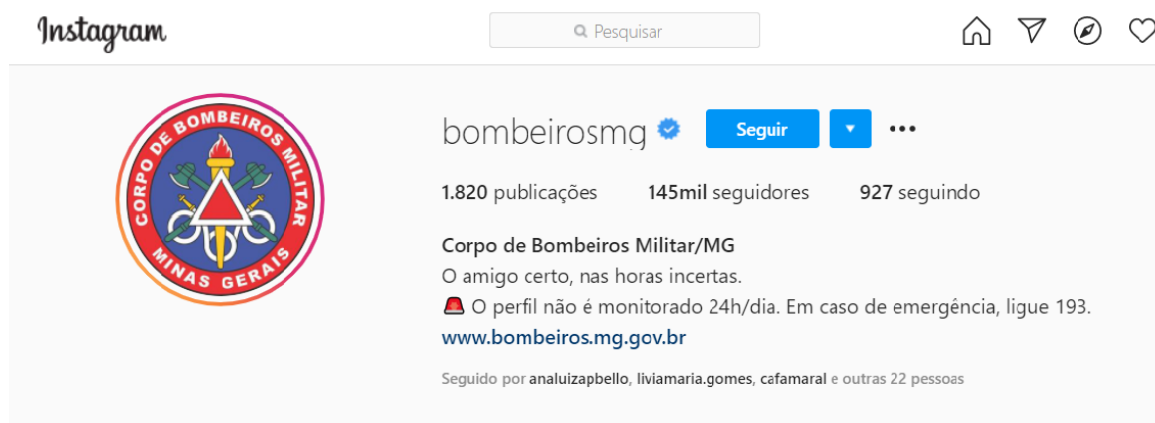 Instagram
Pesquisar
CORPO DE BOMBEIROS MILITAR
MINAS GERAIS
bombeirosmg
Seguir
1.820 publicações 145mil seguidores 927 seguindo
Corpo de Bombeiros Militar/MG
O amigo certo, nas horas incertas.
🚨 O perfil não é monitorado 24h/dia. Em caso de emergência, ligue 193.
www.bombeiros.mg.gov.br
Seguido por analuizapbello, liviamaria.gomes, cafamaral e outras 22 pessoas